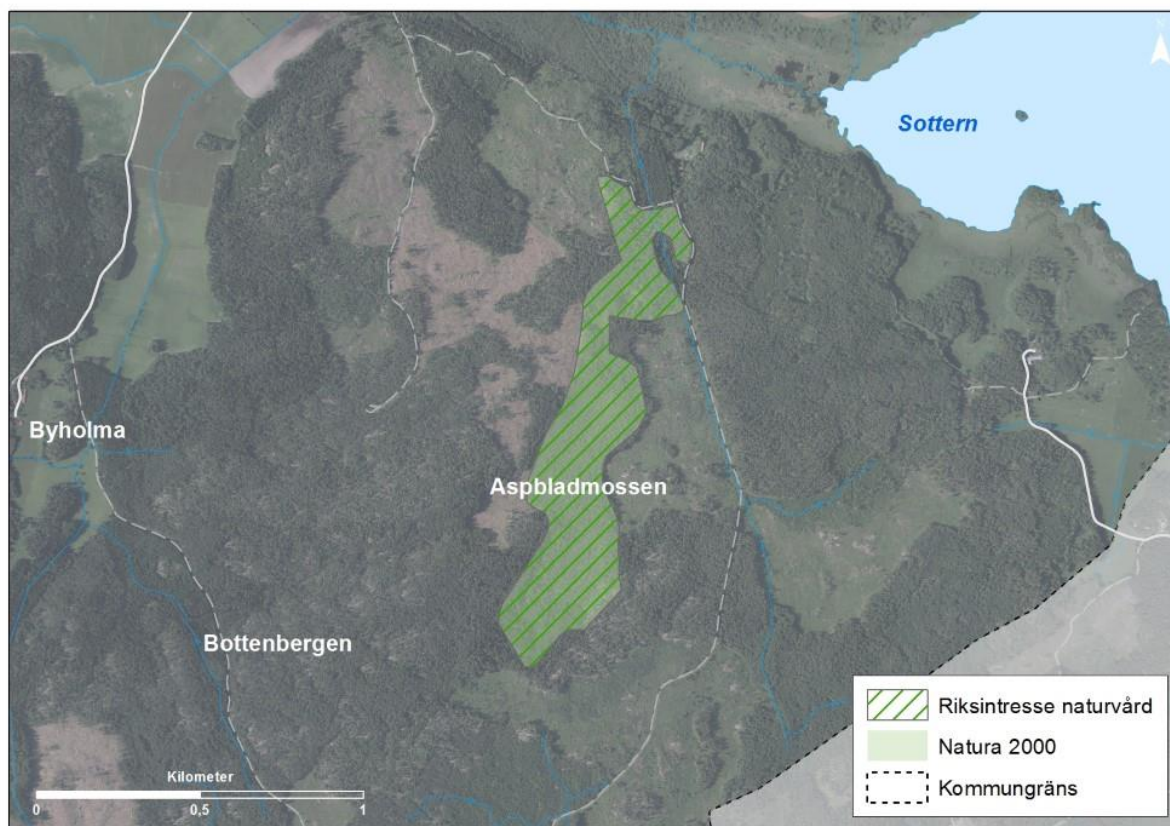 Sottern
Byholma
Aspbladmossen
Bottenbergen
Riksintresse naturvård
Natura 2000
Kommungräns
Kilometer
0 0,5 1